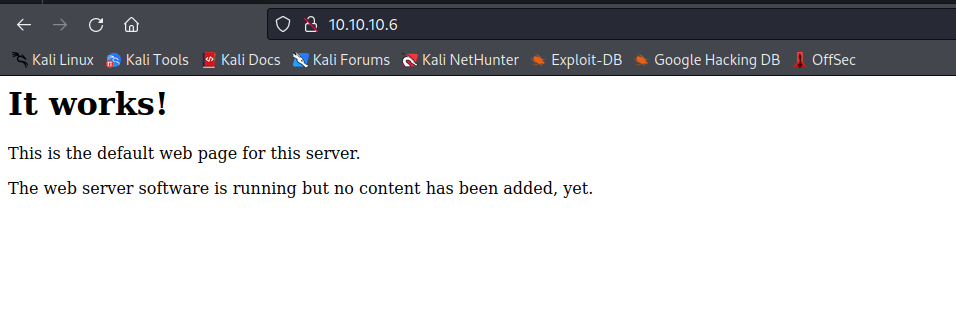 10.10.10.6
Kali Linux Kali Tools Kali Docs Kali Forums Kali NetHunter Exploit-DB Google Hacking DB OffSec
It works!
This is the default web page for this server.
The web server software is running but no content has been added, yet.